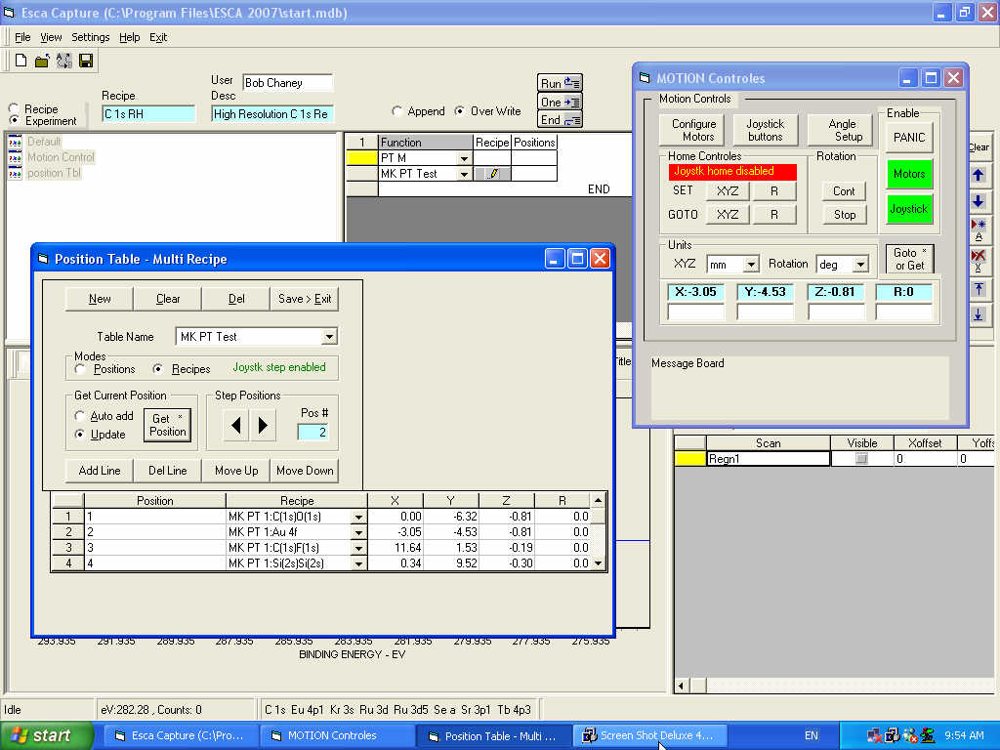 Esca Capture (C:\Program Files\ESCA 2007\start.mdb)
File View Settings Help Exit
Recipe
Experiment
Recipe
C 1s RH
User Bob Chaney
Desc
High Resolution C 1s Re
Append Over Write
Run
One
End
Default
Motion Control
position Tbl
1 Function Recipe Positions
PT M
MK PT Test
END
MOTION Controles
Motion Controls
Configure Motors
Joystick buttons
Angle Setup
Enable
PANIC
Motors
Joystick
Home Controles
Joystk home disabled
SET XYZ R
GOTO XYZ R
Rotation
Cont
Stop
Units
XYZ mm Rotation deg
Goto * or Get
X:-3.05 Y:-4.53 Z:-0.81 R:0
Message Board
Clear
A
X
Position Table - Multi Recipe
New Clear Del Save > Exit
Table Name MK PT Test
Modes
Positions Recipes Joystk step enabled
Get Current Position
Auto add
Update
Get * Position
Step Positions
Pos #
2
Add Line Del Line Move Up Move Down
Position Recipe X Y Z R
1 1 MK PT 1:C(1s)O(1s) 0.00 -6.32 -0.81 0.0
2 2 MK PT 1:Au 4f -3.05 -4.53 -0.81 0.0
3 3 MK PT 1:C(1s)F(1s) 11.64 1.53 -0.19 0.0
4 4 MK PT 1:Si(2s)Si(2s) 0.34 9.52 -0.30 0.0
Title
Scan Visible Xoffset Yoffs
Regn1 0 0
293.935 291.935 289.935 287.935 285.935 283.935 281.935 279.935 277.935 275.935
BINDING ENERGY - EV
Idle eV:282.28 , Counts: 0 C 1s Eu 4p1 Kr 3s Ru 3d Ru 3d5 Se a Sr 3p1 Tb 4p3
start Esca Capture (C:\Pro... MOTION Controles Position Table - Multi ... Screen Shot Deluxe 4... EN 9:54 AM